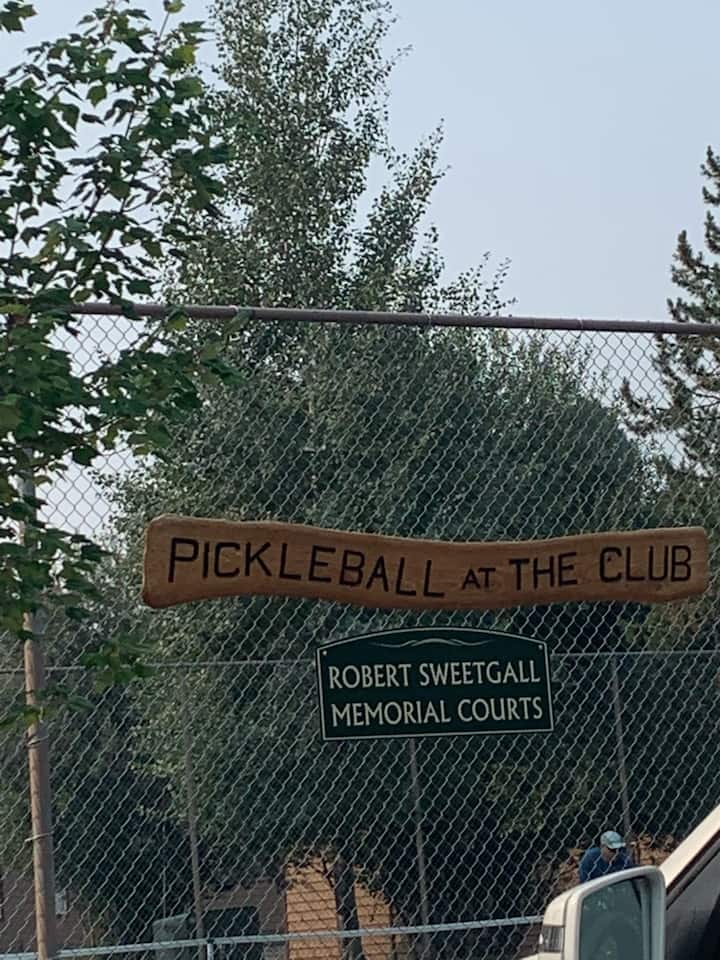 PICKLEBALL AT THE CLUB
ROBERT SWEETGALL
MEMORIAL COURTS